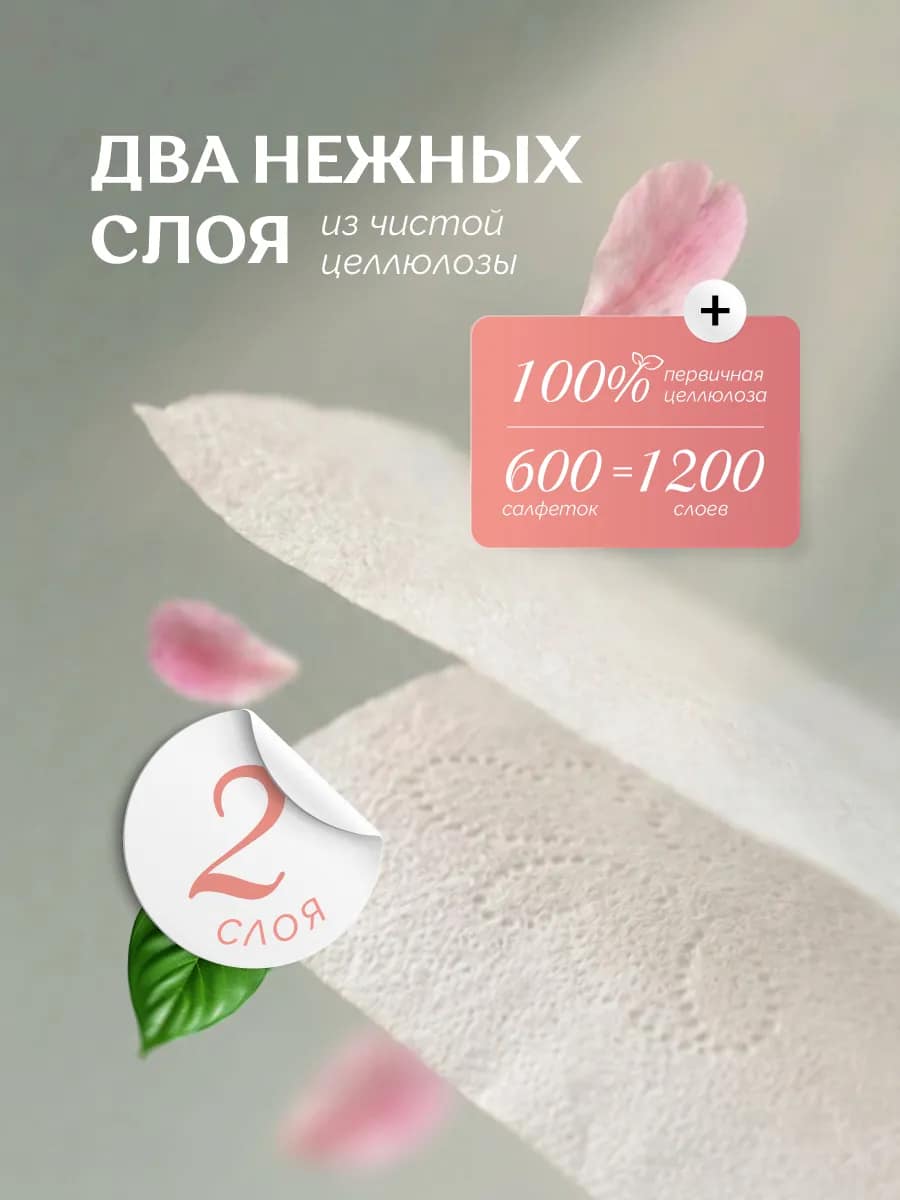 ДВА НЕЖНЫХ
СЛОЯ
из чистой
целлюлозы
+
100% первичная
целлюлоза
600 = 1200
салфеток слоев
2
слоя